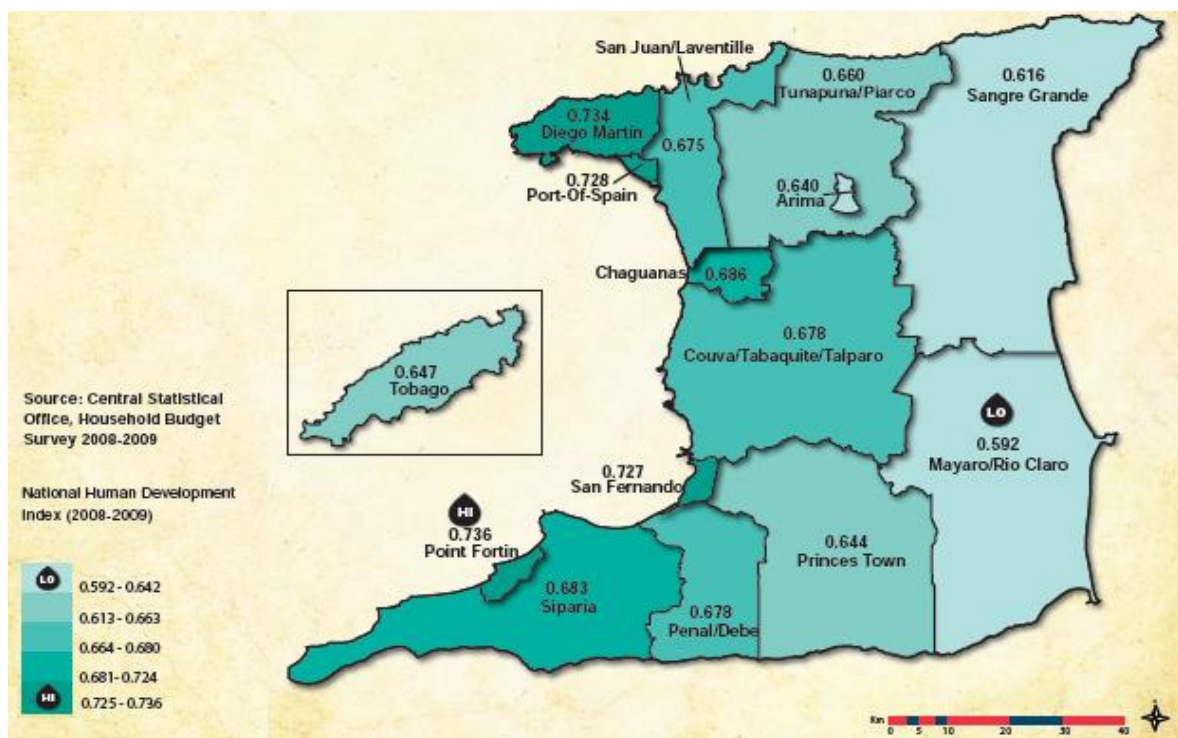 San Juan/Laventille
0.660
Tunapuna/Piarco
0.616
Sangre Grande
0.734
Diego Martin
0.675
0.728
Port-Of-Spain
0.640
Arima
Chaguanas
0.686
0.678
Couva/Tabaquite/Talparo
0.647
Tobago
Source: Central Statistical
Office, Household Budget
Survey 2008-2009
LO
0.592
Mayaro/Rio Claro
0.727
San Fernando
National Human Development
Index (2008-2009)
HI
0.736
Point Fortin
0.644
Princes Town
0.683
Siparia
0.678
Penal/Debe
LO
0.592 - 0.642
0.613 - 0.663
0.664 - 0.680
0.681- 0.724
HI
0.725 - 0.736
Km
0 5 10 20 30 40